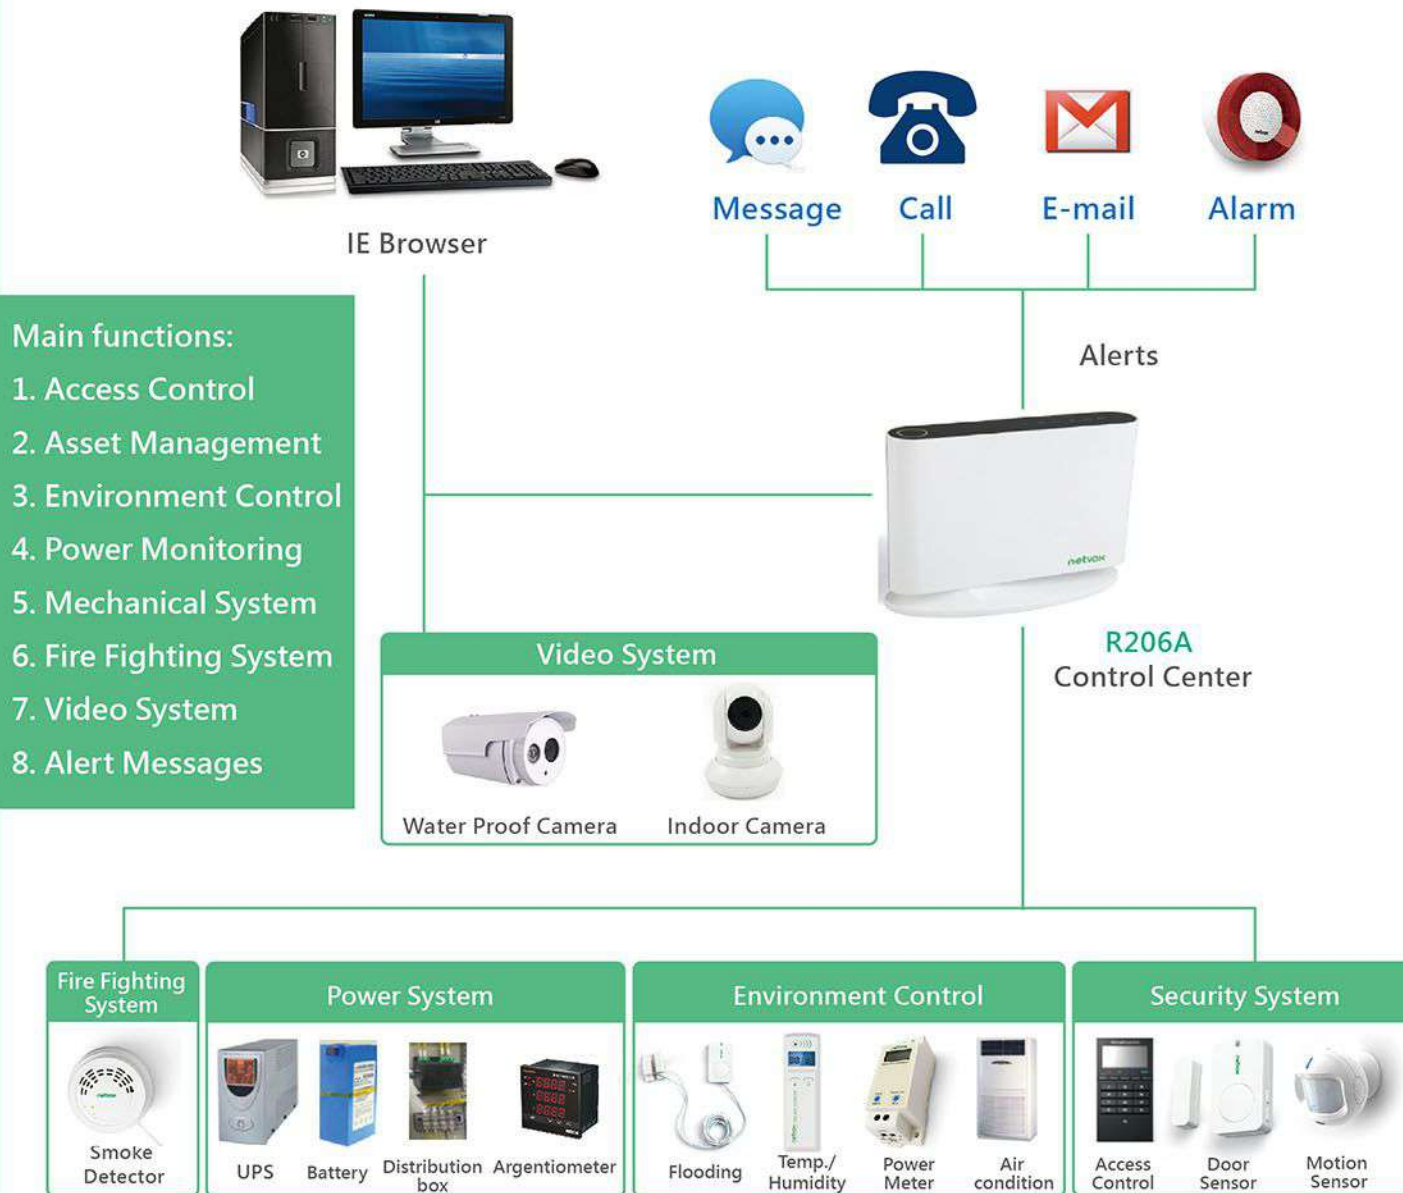 IE Browser
Message
Call
E-mail
Alarm
Alerts
Main functions:
1. Access Control
2. Asset Management
3. Environment Control
4. Power Monitoring
5. Mechanical System
6. Fire Fighting System
7. Video System
8. Alert Messages
netvox
R206A
Control Center
Video System
Water Proof Camera
Indoor Camera
Fire Fighting
System
Smoke
Detector
Power System
UPS
Battery
Distribution
box
Argentiometer
Environment Control
Flooding
Temp./
Humidity
Power
Meter
Air
condition
Security System
Access
Control
Door
Sensor
Motion
Sensor